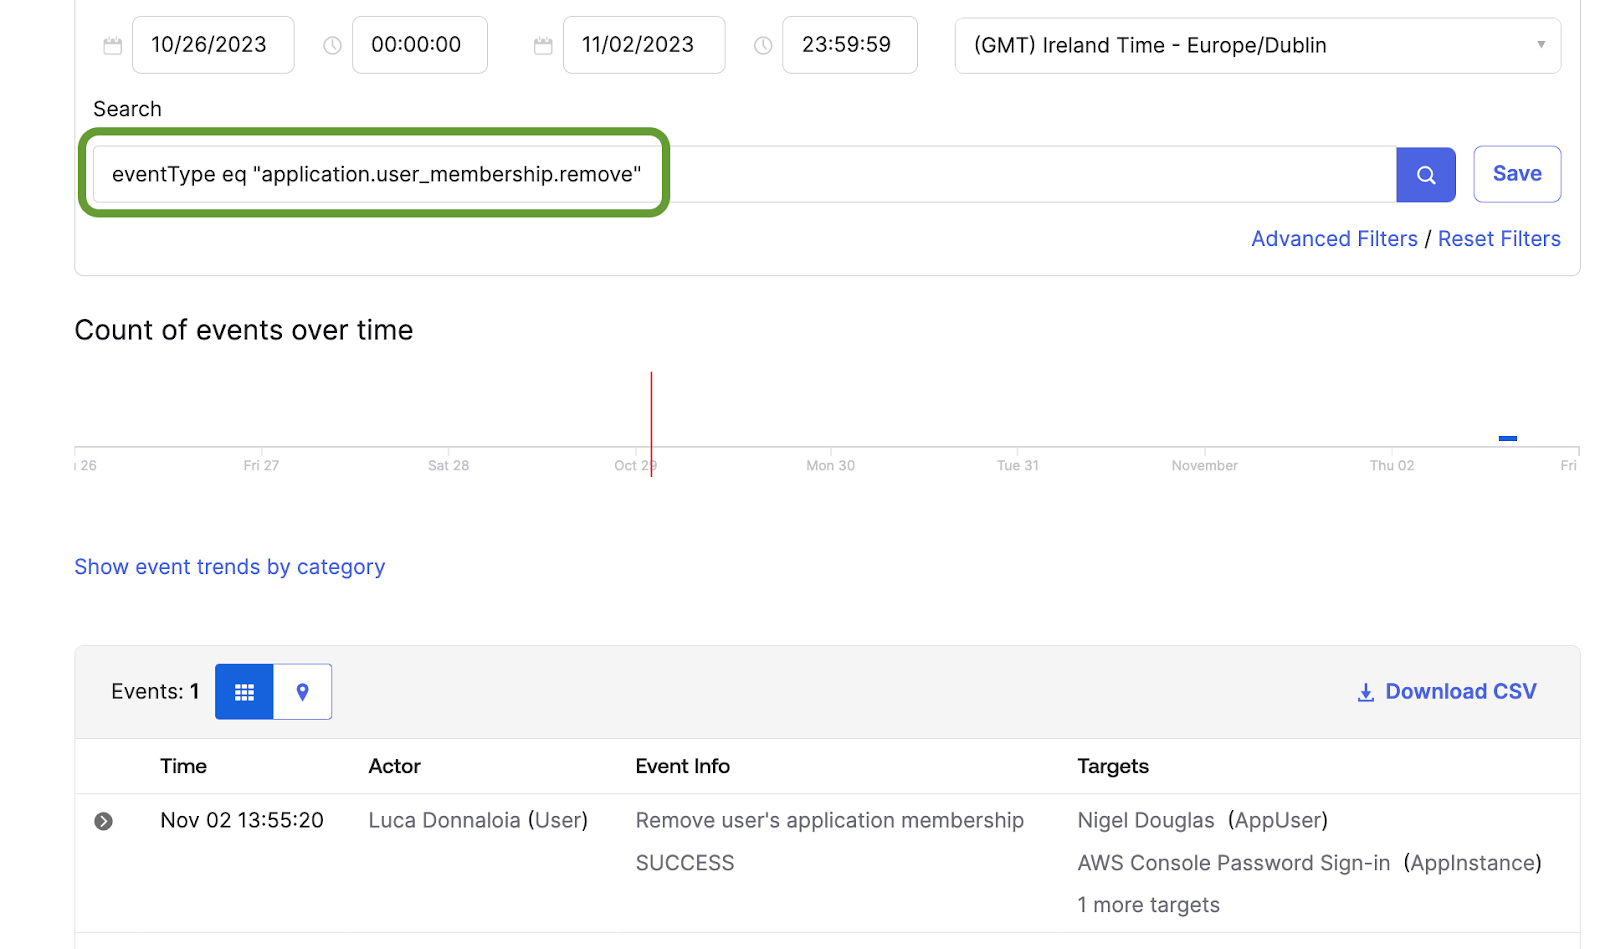 10/26/2023 00:00:00 11/02/2023 23:59:59 (GMT) Ireland Time - Europe/Dublin
Search
eventType eq "application.user_membership.remove"
Save
Advanced Filters / Reset Filters
Count of events over time
26 Fri 27 Sat 28 Oct 29 Mon 30 Tue 31 November Thu 02 Fri
Show event trends by category
Events: 1 Download CSV
Time Actor Event Info Targets
Nov 02 13:55:20 Luca Donnaloia (User) Remove user's application membership Nigel Douglas (AppUser)
SUCCESS AWS Console Password Sign-in (AppInstance)
1 more targets